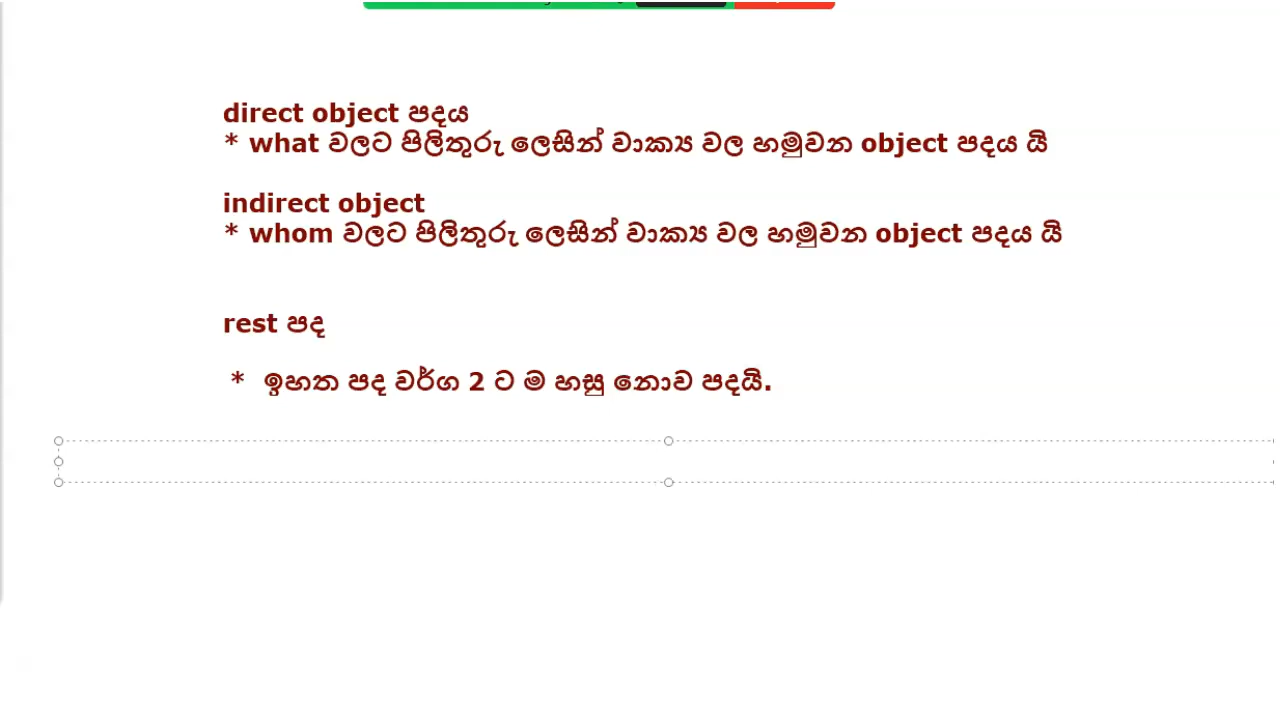 direct object පදය
* what වලට පිලිතුරු ලෙසින් වාක්‍ය වල හමුවන object පදය යි
indirect object
* whom වලට පිලිතුරු ලෙසින් වාක්‍ය වල හමුවන object පදය යි
rest පද
* ඉහත පද වර්ග 2 ට ම හසු නොව පදයි.